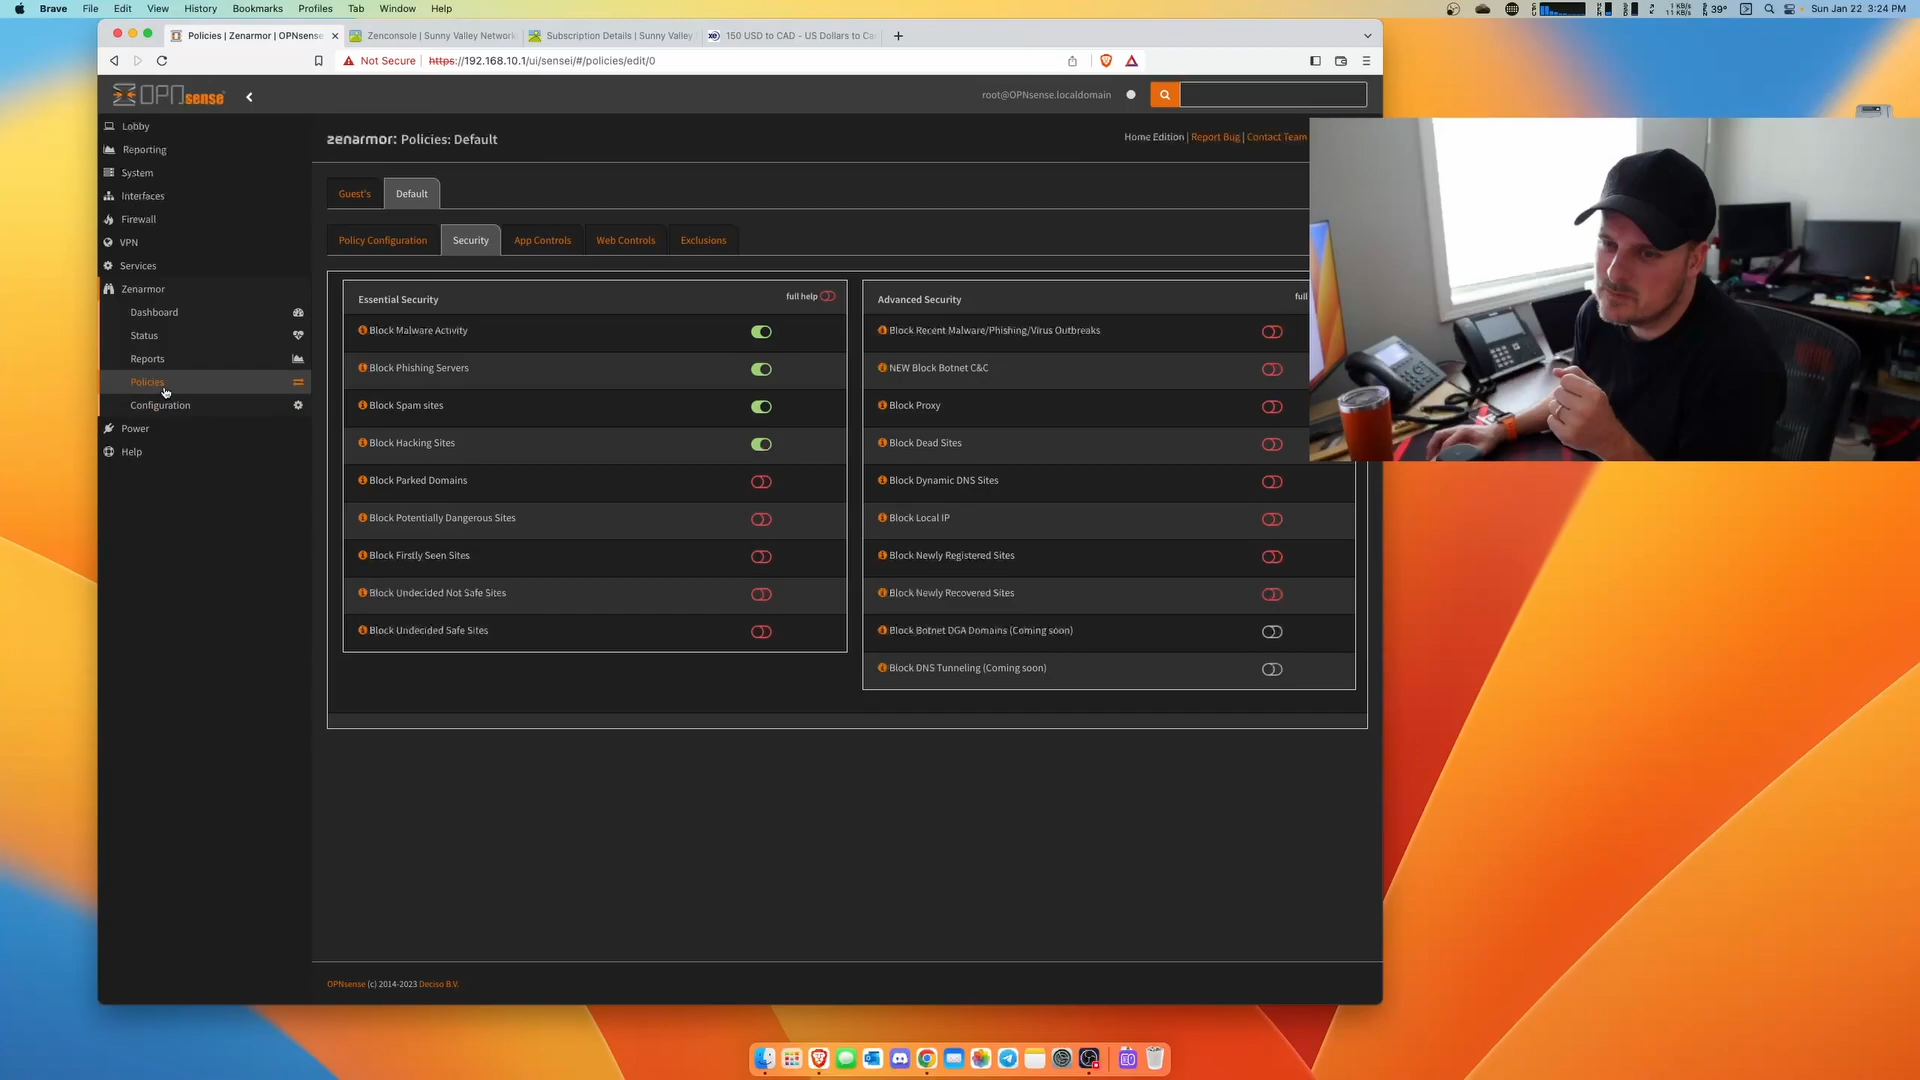 Brave File Edit View History Bookmarks Profiles Tab Window Help
1 KB/s
11 KB/s
39°
Sun Jan 22 3:24 PM
Policies | Zenarmor | OPNsense
Zenconsole | Sunny Valley Network
Subscription Details | Sunny Valley
150 USD to CAD - US Dollars to Ca
Not Secure https://192.168.10.1/ui/sensei/#/policies/edit/0
OPNsense
root@OPNsense.localdomain
Lobby
Reporting
System
Interfaces
Firewall
VPN
Services
Zenarmor
Dashboard
Status
Reports
Policies
Configuration
Power
Help
zenarmor: Policies: Default
Home Edition | Report Bug | Contact Team
Guest's Default
Policy Configuration Security App Controls Web Controls Exclusions
Essential Security full help
Block Malware Activity
Block Phishing Servers
Block Spam sites
Block Hacking Sites
Block Parked Domains
Block Potentially Dangerous Sites
Block Firstly Seen Sites
Block Undecided Not Safe Sites
Block Undecided Safe Sites
Advanced Security full
Block Recent Malware/Phishing/Virus Outbreaks
NEW Block Botnet C&C
Block Proxy
Block Dead Sites
Block Dynamic DNS Sites
Block Local IP
Block Newly Registered Sites
Block Newly Recovered Sites
Block Botnet DGA Domains (Coming soon)
Block DNS Tunneling (Coming soon)
OPNsense (c) 2014-2023 Deciso B.V.